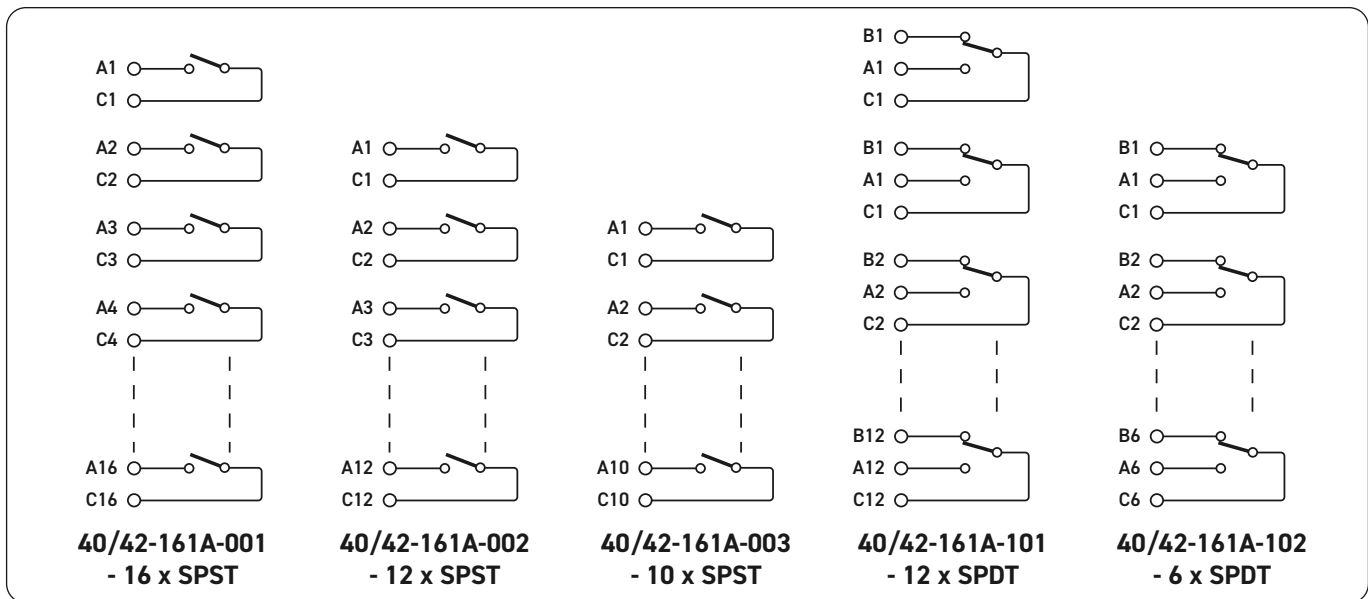 A1
C1
A2
C2
A3
C3
A4
C4
A16
C16
40/42-161A-001
- 16 x SPST
A1
C1
A2
C2
A3
C3
A12
C12
40/42-161A-002
- 12 x SPST
A1
C1
A2
C2
A10
C10
40/42-161A-003
- 10 x SPST
B1
A1
C1
B1
A1
C1
B2
A2
C2
B12
A12
C12
40/42-161A-101
- 12 x SPDT
B1
A1
C1
B2
A2
C2
B6
A6
C6
40/42-161A-102
- 6 x SPDT